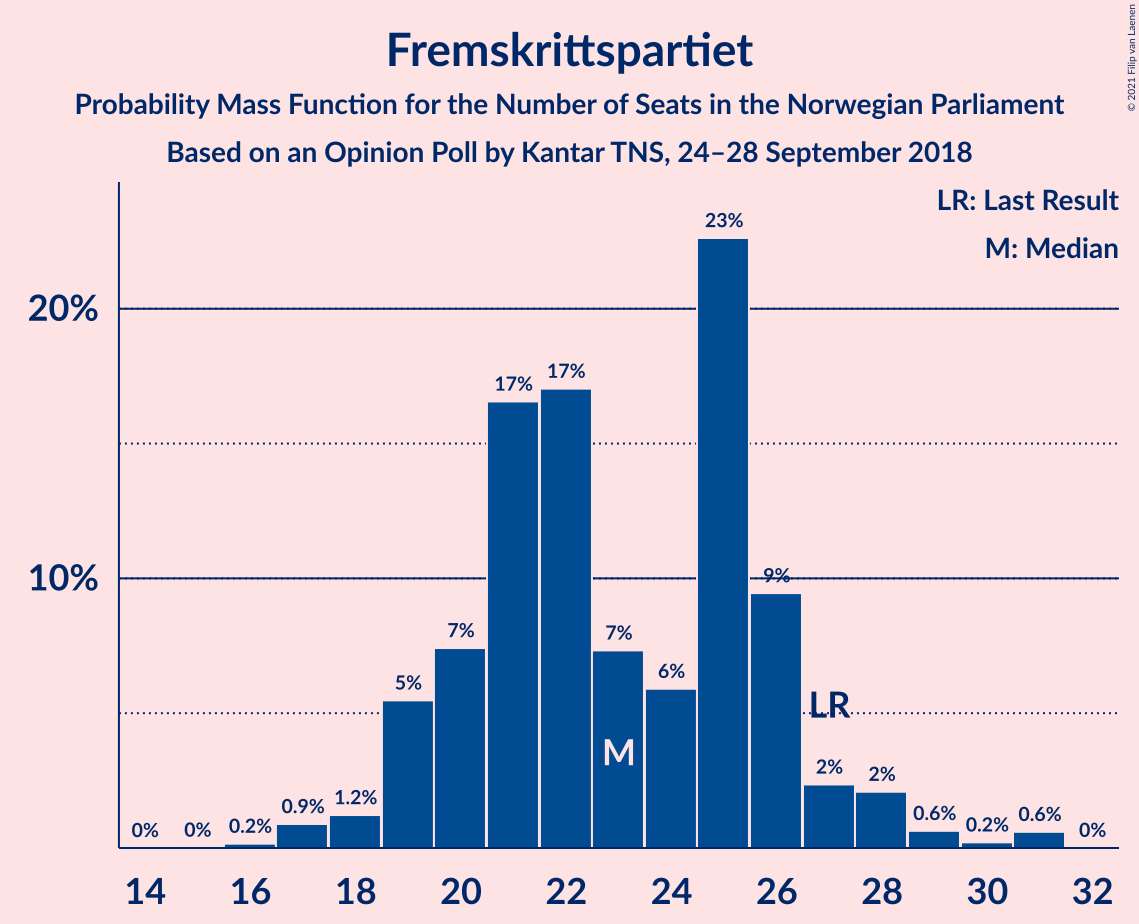 © 2021 Filip van Laenen
Fremskrittspartiet
Probability Mass Function for the Number of Seats in the Norwegian Parliament
Based on an Opinion Poll by Kantar TNS, 24–28 September 2018
LR: Last Result
M: Median
20%
10%
0%
0%
0.2%
0.9%
1.2%
5%
7%
17%
17%
7%
6%
23%
9%
2%
2%
0.6%
0.2%
0.6%
0%
M
LR
14 16 18 20 22 24 26 28 30 32